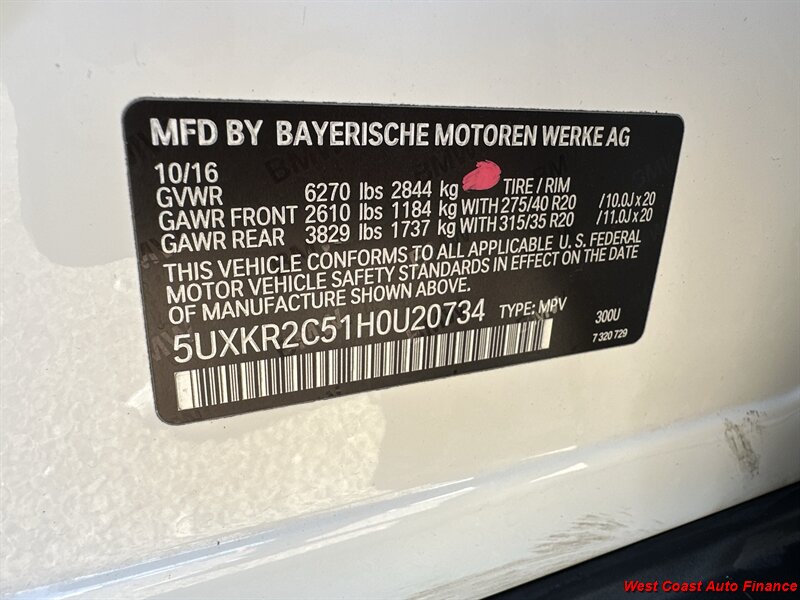 MFD BY BAYERISCHE MOTOREN WERKE AG
10/16
GVWR 6270 lbs 2844 kg TIRE / RIM
GAWR FRONT 2610 lbs 1184 kg WITH 275/40 R20 /10.0J x 20
GAWR REAR 3829 lbs 1737 kg WITH 315/35 R20 /11.0J x 20
THIS VEHICLE CONFORMS TO ALL APPLICABLE U. S. FEDERAL
MOTOR VEHICLE SAFETY STANDARDS IN EFFECT ON THE DATE
OF MANUFACTURE SHOWN ABOVE.
5UXKR2C51H0U20734 TYPE: MPV 300U
7 320 729
West Coast Auto Finance